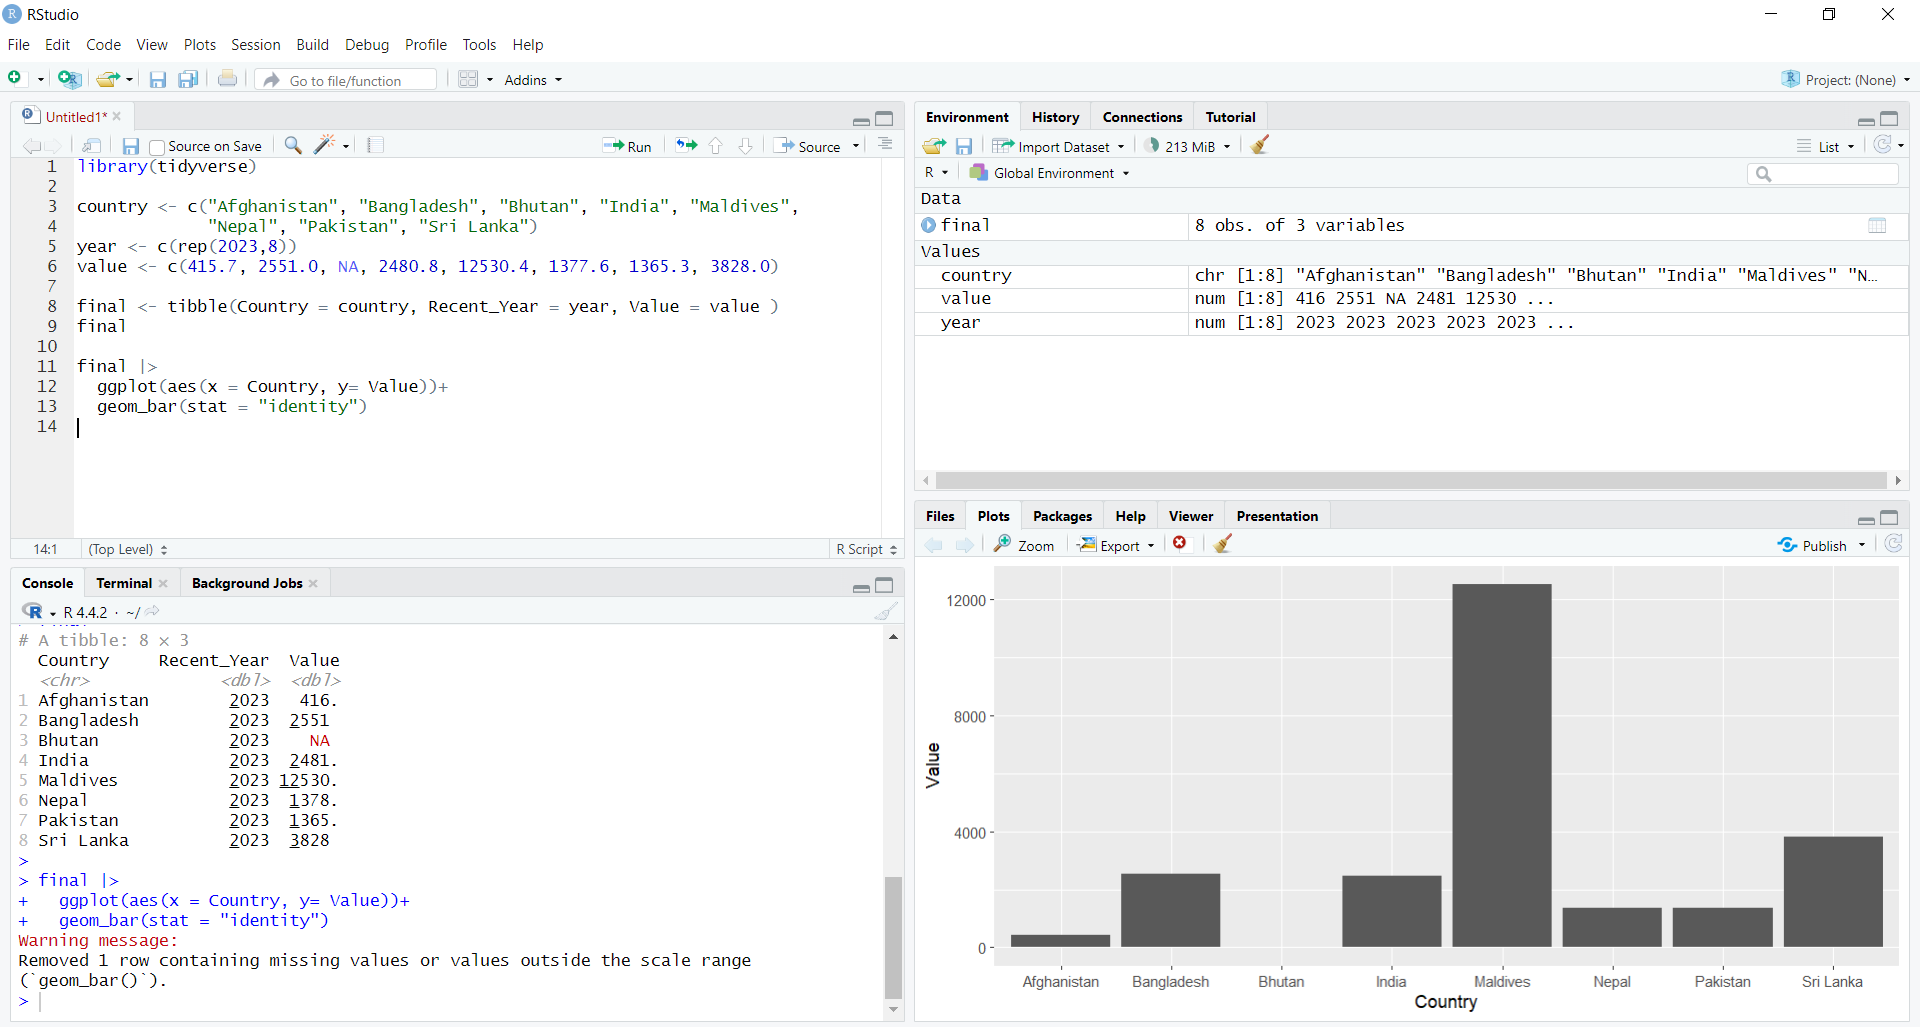 RStudio
File Edit Code View Plots Session Build Debug Profile Tools Help
Go to file/function Addins Project: (None)
Untitled1*
Source on Save Run Source
1 library(tidyverse)
2
3 country <- c("Afghanistan", "Bangladesh", "Bhutan", "India", "Maldives",
4 "Nepal", "Pakistan", "Sri Lanka")
5 year <- c(rep(2023,8))
6 value <- c(415.7, 2551.0, NA, 2480.8, 12530.4, 1377.6, 1365.3, 3828.0)
7
8 final <- tibble(Country = country, Recent_Year = year, Value = value )
9 final
10
11 final |>
12 ggplot(aes(x = Country, y= Value))+
13 geom_bar(stat = "identity")
14
14:1 (Top Level) R Script
Console Terminal Background Jobs
R 4.4.2 · ~/
# A tibble: 8 × 3
Country Recent_Year Value
<chr> <dbl> <dbl>
1 Afghanistan 2023 416.
2 Bangladesh 2023 2551
3 Bhutan 2023 NA
4 India 2023 2481.
5 Maldives 2023 12530.
6 Nepal 2023 1378.
7 Pakistan 2023 1365.
8 Sri Lanka 2023 3828
>
> final |>
+ ggplot(aes(x = Country, y= Value))+
+ geom_bar(stat = "identity")
Warning message:
Removed 1 row containing missing values or values outside the scale range
(`geom_bar()`).
>
Environment History Connections Tutorial
Import Dataset 213 MiB List
R Global Environment
Data
final 8 obs. of 3 variables
Values
country chr [1:8] "Afghanistan" "Bangladesh" "Bhutan" "India" "Maldives" "N...
value num [1:8] 416 2551 NA 2481 12530 ...
year num [1:8] 2023 2023 2023 2023 2023 ...
Files Plots Packages Help Viewer Presentation
Zoom Export Publish
12000
8000
4000
0
Value
Afghanistan Bangladesh Bhutan India Maldives Nepal Pakistan Sri Lanka
Country